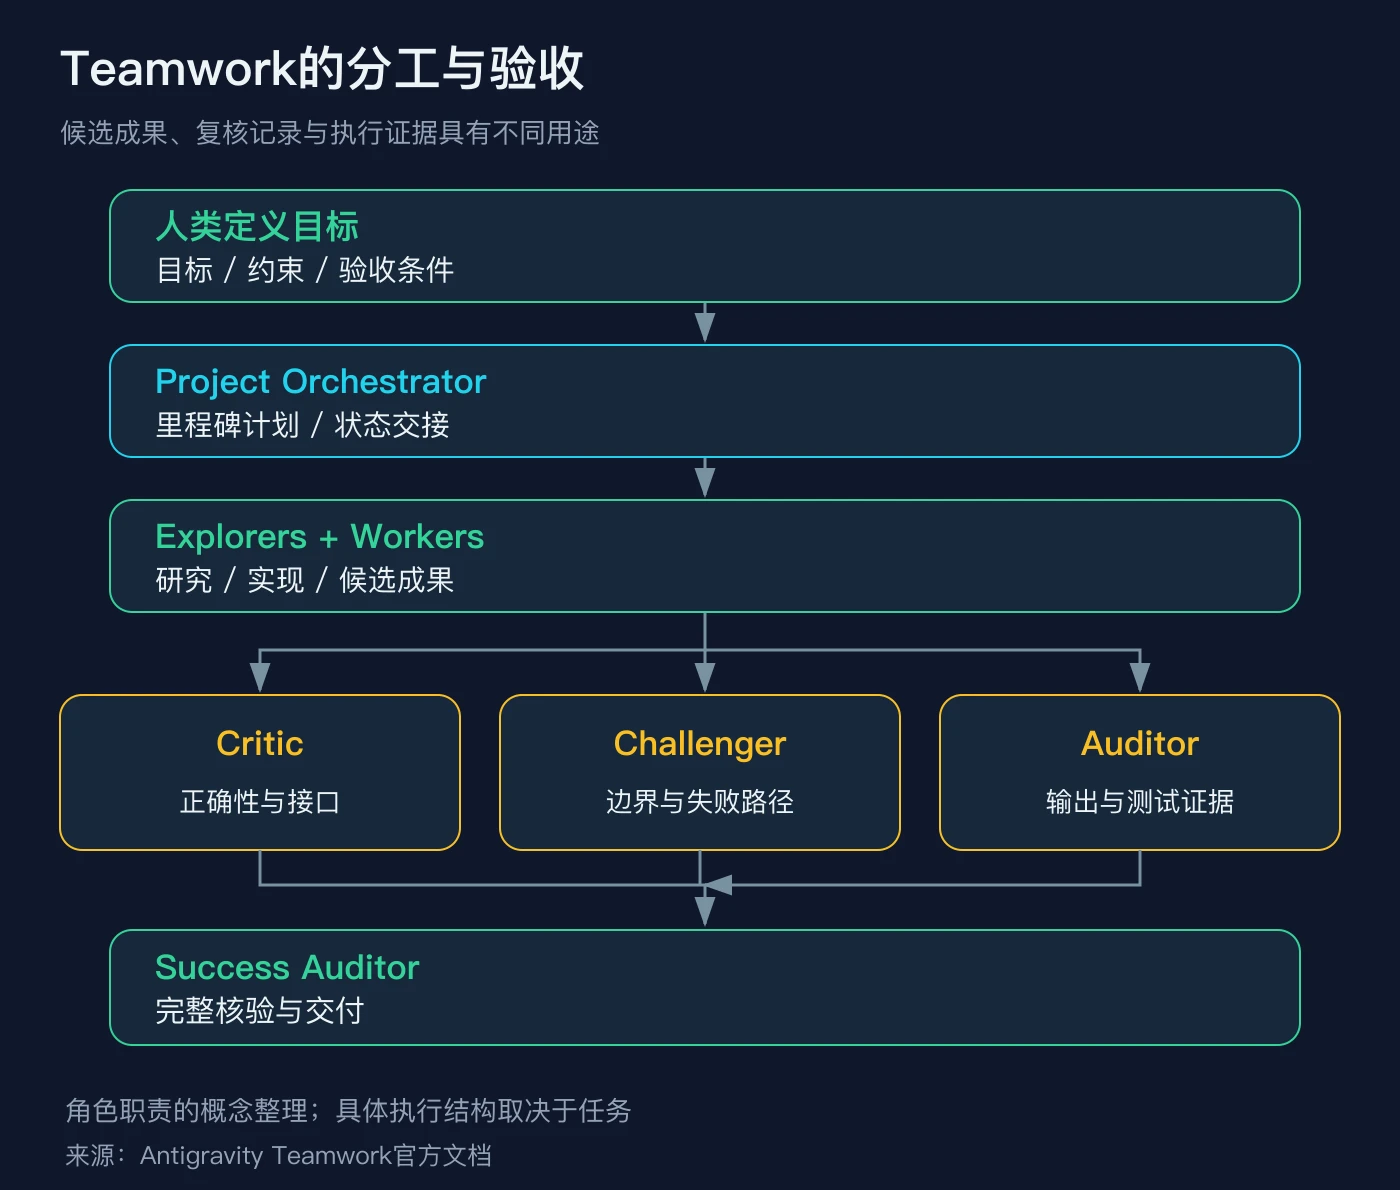 Teamwork的分工与验收
候选成果、复核记录与执行证据具有不同用途
人类定义目标
目标 / 约束 / 验收条件
Project Orchestrator
里程碑计划 / 状态交接
Explorers + Workers
研究 / 实现 / 候选成果
Critic
正确性与接口
Challenger
边界与失败路径
Auditor
输出与测试证据
Success Auditor
完整核验与交付
角色职责的概念整理；具体执行结构取决于任务
来源：Antigravity Teamwork官方文档